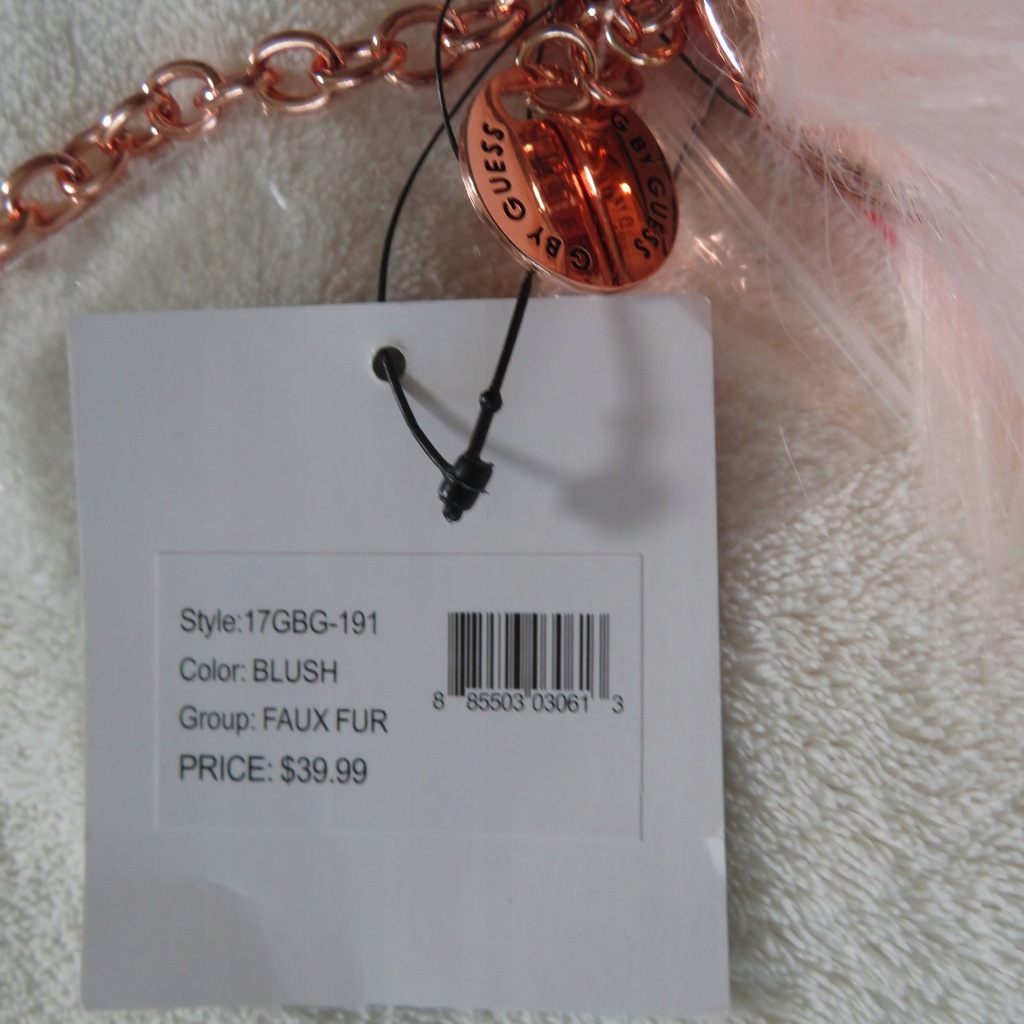 G BY GUESS
G BY GUESS
Style:17GBG-191
Color: BLUSH
Group: FAUX FUR
PRICE: $39.99
8 85503 03061 3